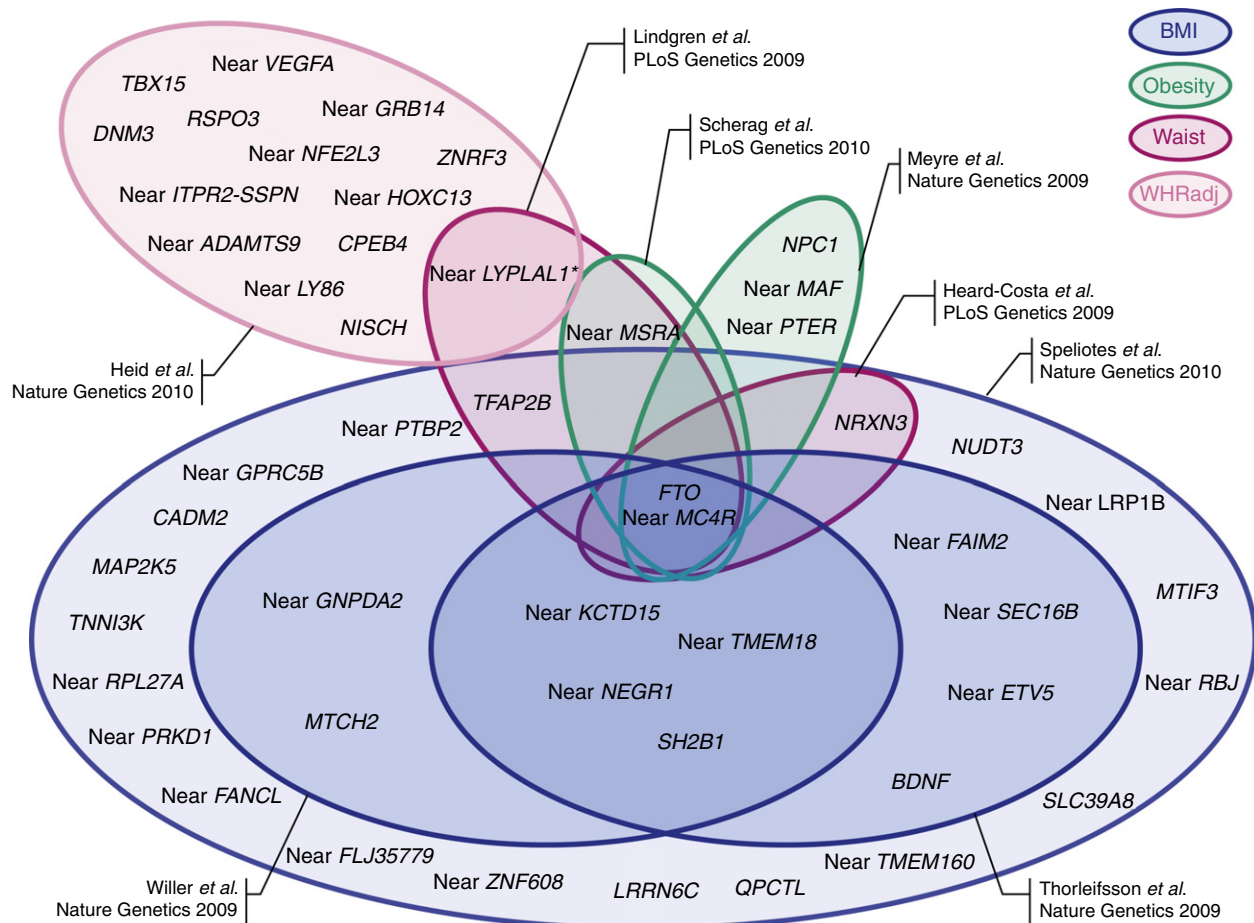 Lindgren et al.
PLoS Genetics 2009
BMI
Obesity
Waist
WHRadj
Near VEGFA
TBX15
Near GRB14
RSPO3
DNM3
Near NFE2L3
ZNRF3
Near ITPR2-SSPN
Near HOXC13
Near ADAMTS9
CPEB4
Near LYPLAL1*
Near LY86
NISCH
Scherag et al.
PLoS Genetics 2010
Meyre et al.
Nature Genetics 2009
NPC1
Near MAF
Near PTER
Near MSRA
Heard-Costa et al.
PLoS Genetics 2009
Speliotes et al.
Nature Genetics 2010
Heid et al.
Nature Genetics 2010
TFAP2B
NRXN3
Near PTBP2
NUDT3
Near GPRC5B
Near LRP1B
CADM2
FTO
Near MC4R
Near FAIM2
MAP2K5
MTIF3
Near GNPDA2
Near KCTD15
Near SEC16B
TNNI3K
Near TMEM18
Near RPL27A
Near NEGR1
Near ETV5
Near RBJ
MTCH2
Near PRKD1
SH2B1
BDNF
Near FANCL
SLC39A8
Near FLJ35779
Near TMEM160
Near ZNF608
LRRN6C
QPCTL
Willer et al.
Nature Genetics 2009
Thorleifsson et al.
Nature Genetics 2009